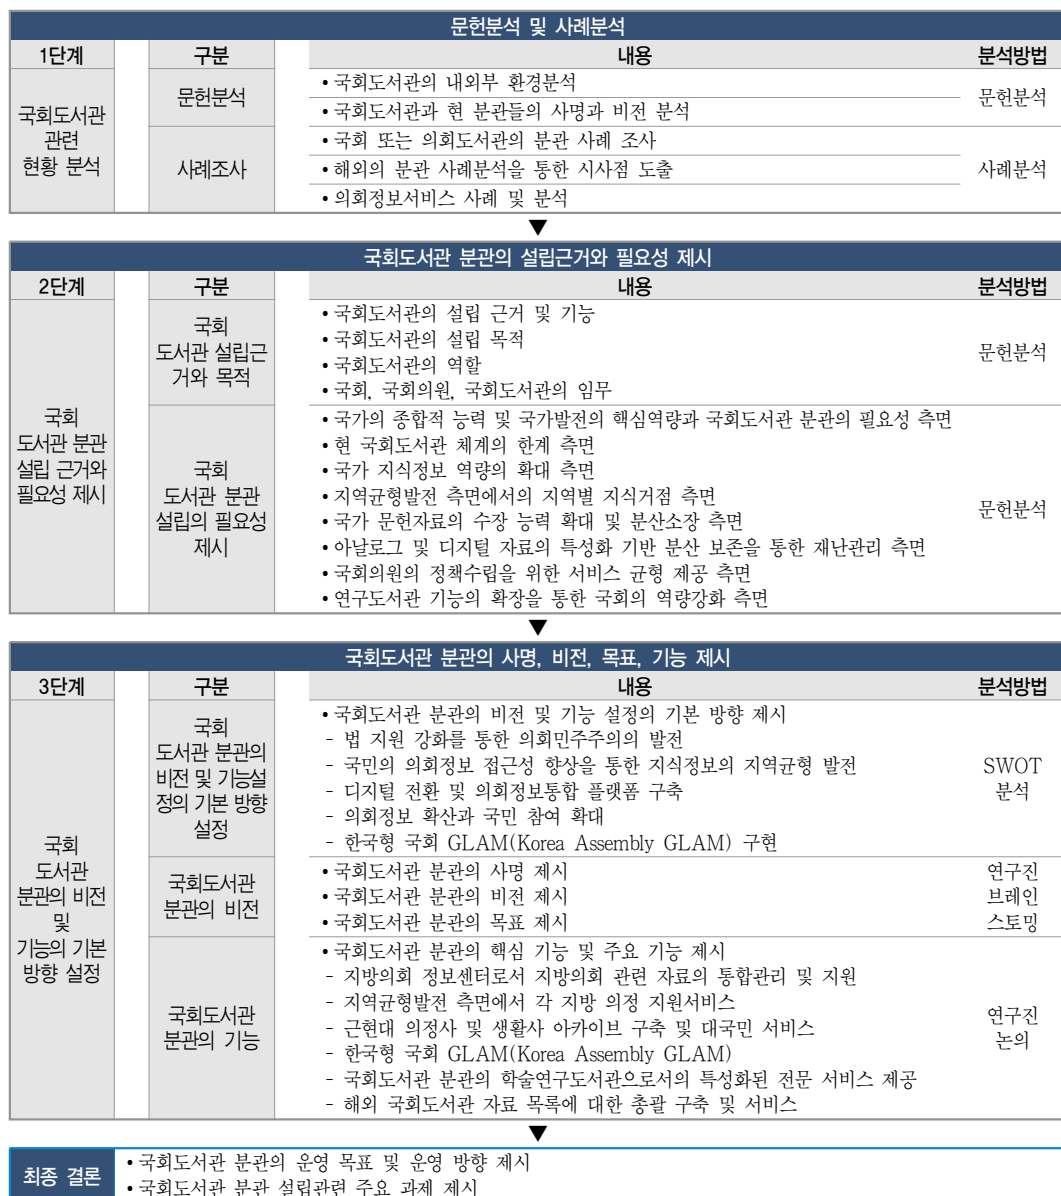 문헌분석 및 사례분석
1단계 구분 내용 분석방법
국회도서관
관련
현황 분석
문헌분석
• 국회도서관의 내외부 환경분석
• 국회도서관과 현 분관들의 사명과 비전 분석
문헌분석
사례조사
• 국회 또는 의회도서관의 분관 사례 조사
• 해외의 분관 사례분석을 통한 시사점 도출
• 의회정보서비스 사례 및 분석
사례분석
▼
국회도서관 분관의 설립근거와 필요성 제시
2단계 구분 내용 분석방법
국회
도서관 분관
설립 근거와
필요성 제시
국회
도서관 설립근
거와 목적
• 국회도서관의 설립 근거 및 기능
• 국회도서관의 설립 목적
• 국회도서관의 역할
• 국회, 국회의원, 국회도서관의 임무
문헌분석
국회
도서관 분관
설립의 필요성
제시
• 국가의 종합적 능력 및 국가발전의 핵심역량과 국회도서관 분관의 필요성 측면
• 현 국회도서관 체계의 한계 측면
• 국가 지식정보 역량의 확대 측면
• 지역균형발전 측면에서의 지역별 지식거점 측면
• 국가 문헌자료의 수장 능력 확대 및 분산소장 측면
• 아날로그 및 디지털 자료의 특성화 기반 분산 보존을 통한 재난관리 측면
• 국회의원의 정책수립을 위한 서비스 균형 제공 측면
• 연구도서관 기능의 확장을 통한 국회의 역량강화 측면
문헌분석
▼
국회도서관 분관의 사명, 비전, 목표, 기능 제시
3단계 구분 내용 분석방법
국회
도서관
분관의 비전
및
기능의 기본
방향 설정
국회
도서관 분관의
비전 및 기능설
정의 기본 방향
설정
• 국회도서관 분관의 비전 및 기능 설정의 기본 방향 제시
- 법 지원 강화를 통한 의회민주주의의 발전
- 국민의 의회정보 접근성 향상을 통한 지식정보의 지역균형 발전
- 디지털 전환 및 의회정보통합 플랫폼 구축
- 의회정보 확산과 국민 참여 확대
- 한국형 국회 GLAM(Korea Assembly GLAM) 구현
SWOT
분석
국회도서관
분관의 비전
• 국회도서관 분관의 사명 제시
• 국회도서관 분관의 비전 제시
• 국회도서관 분관의 목표 제시
연구진
브레인
스토밍
국회도서관
분관의 기능
• 국회도서관 분관의 핵심 기능 및 주요 기능 제시
- 지방의회 정보센터로서 지방의회 관련 자료의 통합관리 및 지원
- 지역균형발전 측면에서 각 지방 의정 지원서비스
- 근현대 의정사 및 생활사 아카이브 구축 및 대국민 서비스
- 한국형 국회 GLAM(Korea Assembly GLAM)
- 국회도서관 분관의 학술연구도서관으로서의 특성화된 전문 서비스 제공
- 해외 국회도서관 자료 목록에 대한 총괄 구축 및 서비스
연구진
논의
▼
최종 결론
• 국회도서관 분관의 운영 목표 및 운영 방향 제시
• 국회도서관 분관 설립관련 주요 과제 제시